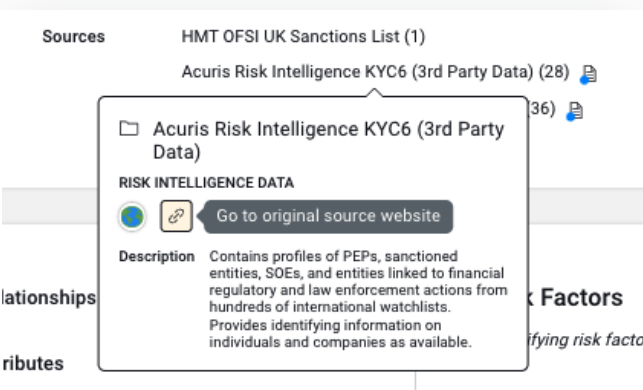 Sources
HMT OFSI UK Sanctions List (1)
Acuris Risk Intelligence KYC6 (3rd Party Data) (28)
36)
Acuris Risk Intelligence KYC6 (3rd Party
Data)
RISK INTELLIGENCE DATA
Go to original source website
Description
Contains profiles of PEPs, sanctioned
entities, SOEs, and entities linked to financial
regulatory and law enforcement actions from
hundreds of international watchlists.
Provides identifying information on
individuals and companies as available.
lationships
k Factors
ifying risk facto
ributes